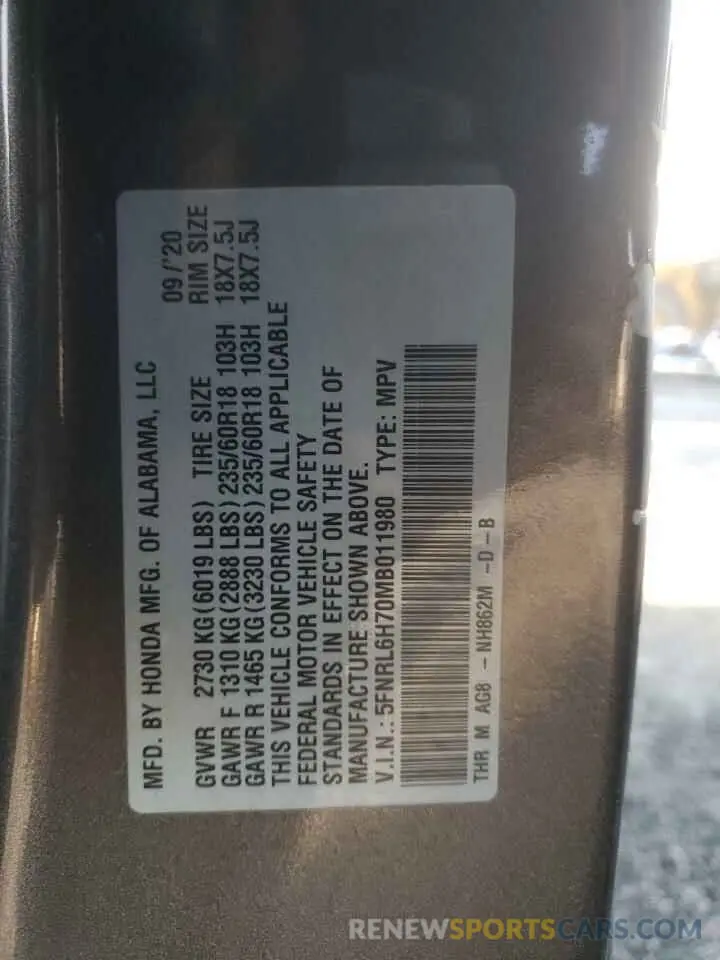 MFD. BY HONDA MFG. OF ALABAMA, LLC 09/'20
GVWR 2730 KG(6019 LBS) TIRE SIZE RIM SIZE
GAWR F 1310 KG(2888 LBS)235/60R18 103H 18X7.5J
GAWR R 1465 KG(3230 LBS)235/60R18 103H 18X7.5J
THIS VEHICLE CONFORMS TO ALL APPLICABLE
FEDERAL MOTOR VEHICLE SAFETY
STANDARDS IN EFFECT ON THE DATE OF
MANUFACTURE SHOWN ABOVE.
V.I.N.: 5FNRL6H70MB011980 TYPE: MPV
THR M AG8 - NH862M -D-B
RENEWSPORTSCARS.COM